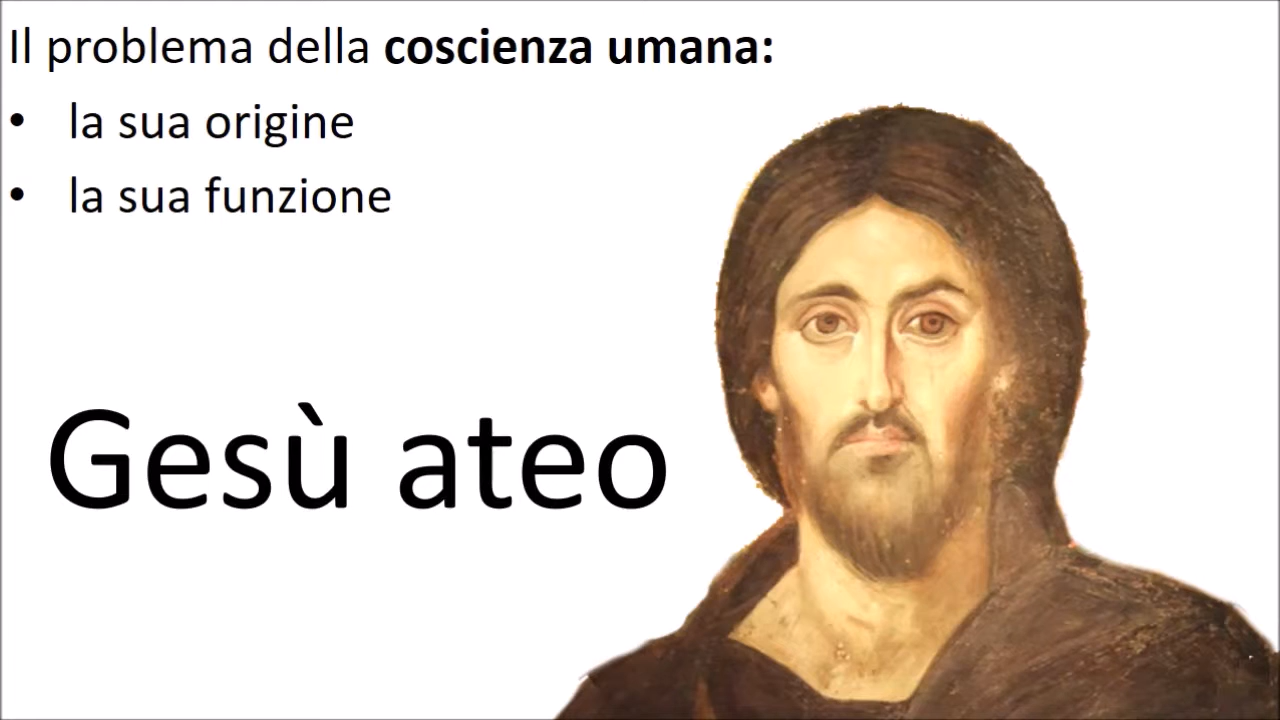 Il problema della coscienza umana:
• la sua origine
• la sua funzione
Gesù ateo